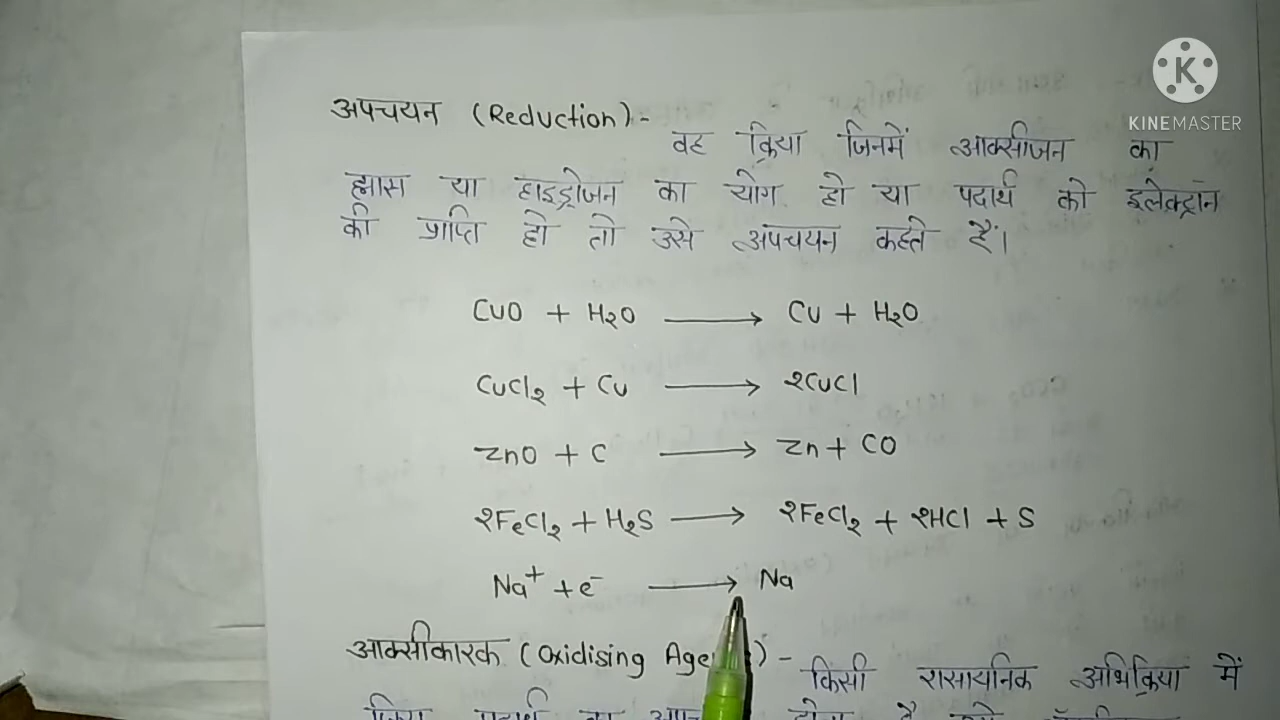 K
KINEMASTER
अपचयन (Reduction) -
वह क्रिया जिनमें आक्सीजन का
ह्मास या हाइड्रोजन का योग हो या पदार्थ को इलेक्ट्रॉन
की प्राप्ति हो तो उसे अपचयन कहते हैं।
CuO + H₂O ⟶ Cu + H₂O
CuCl₂ + Cu ⟶ 2CuCl
ZnO + C ⟶ Zn + CO
2FeCl₂ + H₂S ⟶ 2FeCl₂ + 2HCl + S
Na⁺ + e⁻ ⟶ Na
आक्सीकारक (Oxidising) -
किसी रासायनिक अभिक्रिया में